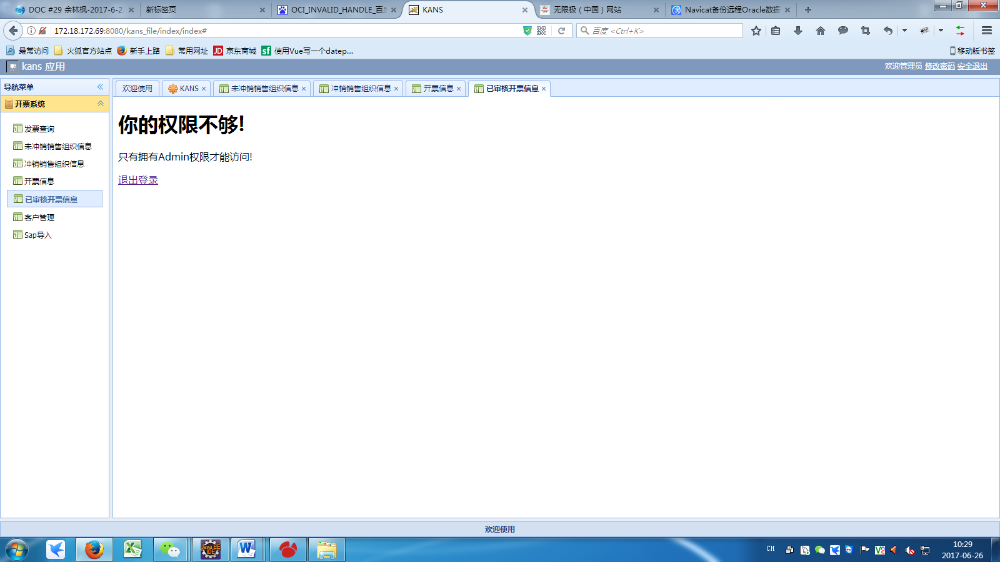 DOC #29 余林枫-2017-6-2
新标签页
OCI_INVALID_HANDLE_百度
KANS
无限极（中国）网站
Navicat备份远程Oracle数据
172.18.172.69:8080/kans_file/index/index#
百度 <Ctrl+K>
最常访问 火狐官方站点 新手上路 常用网址 JD 京东商城 sf 使用Vue写一个datep...
移动版书签
kans 应用
欢迎管理员 修改密码 安全退出
导航菜单
开票系统
发票查询
未冲销销售组织信息
冲销销售组织信息
开票信息
已审核开票信息
客户管理
Sap导入
欢迎使用 KANS 未冲销销售组织信息 冲销销售组织信息 开票信息 已审核开票信息
你的权限不够!
只有拥有Admin权限才能访问!
退出登录
欢迎使用
Java EE
IDE
CH
10:29
2017-06-26